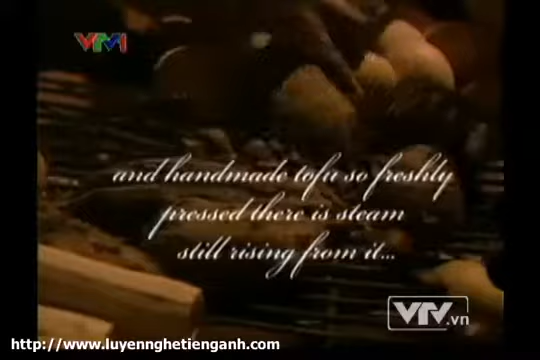 VTV1
and handmade tofu so freshly
pressed there is steam
still rising from it...
VTV.vn
http://www.luyennghetienganh.com